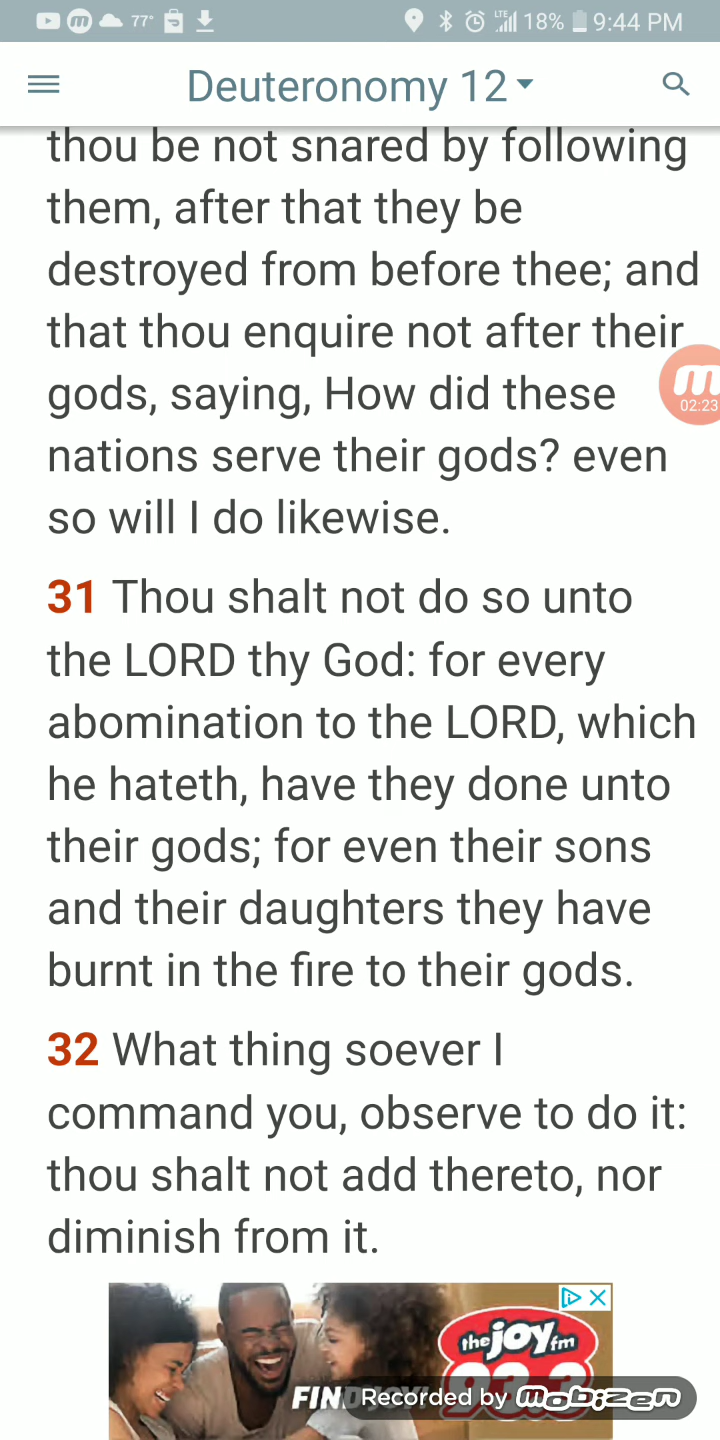 77° LTE 18% 9:44 PM
Deuteronomy 12
thou be not snared by following
them, after that they be
destroyed from before thee; and
that thou enquire not after their
gods, saying, How did these
02:23
nations serve their gods? even
so will I do likewise.
31 Thou shalt not do so unto
the LORD thy God: for every
abomination to the LORD, which
he hateth, have they done unto
their gods; for even their sons
and their daughters they have
burnt in the fire to their gods.
32 What thing soever I
command you, observe to do it:
thou shalt not add thereto, nor
diminish from it.
the JOY fm
93.3
Recorded by mobizen